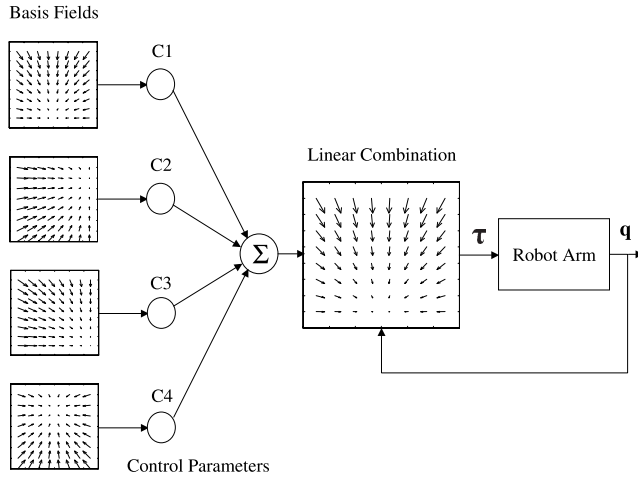 Basis Fields
C1
C2
Linear Combination
Σ
τ
Robot Arm
q
C3
C4
Control Parameters